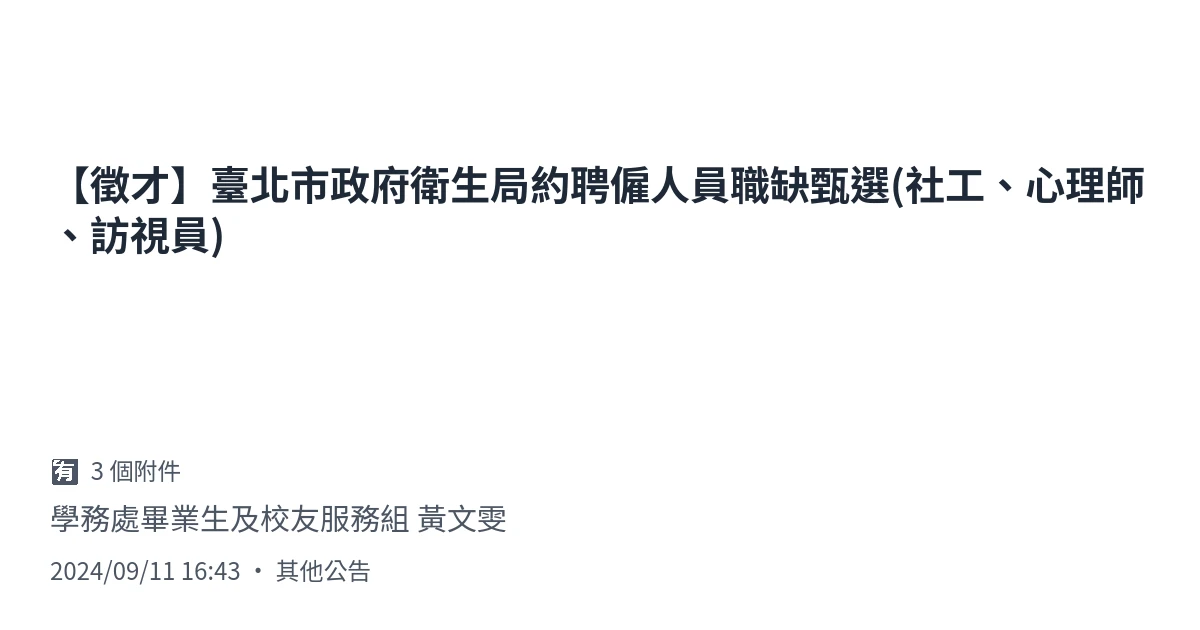 【徵才】臺北市政府衛生局約聘僱人員職缺甄選(社工、心理師
、訪視員)
🈶 3 個附件
學務處畢業生及校友服務組 黃文雯
2024/09/11 16:43 • 其他公告